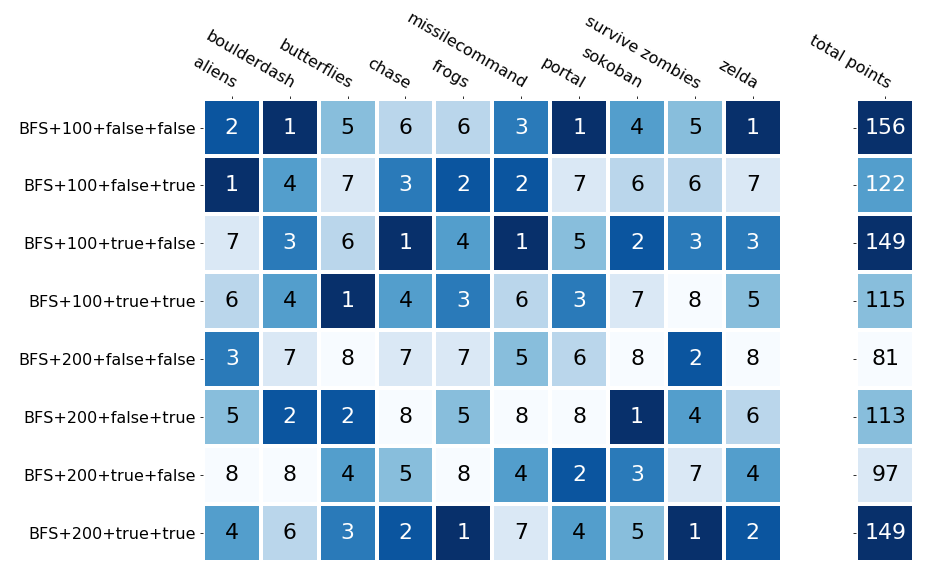 aliens boulderdash butterflies chase frogs missilecommand portal sokoban survive zombies zelda total points
BFS+100+false+false 2 1 5 6 6 3 1 4 5 1 156
BFS+100+false+true 1 4 7 3 2 2 7 6 6 7 122
BFS+100+true+false 7 3 6 1 4 1 5 2 3 3 149
BFS+100+true+true 6 4 1 4 3 6 3 7 8 5 115
BFS+200+false+false 3 7 8 7 7 5 6 8 2 8 81
BFS+200+false+true 5 2 2 8 5 8 8 1 4 6 113
BFS+200+true+false 8 8 4 5 8 4 2 3 7 4 97
BFS+200+true+true 4 6 3 2 1 7 4 5 1 2 149